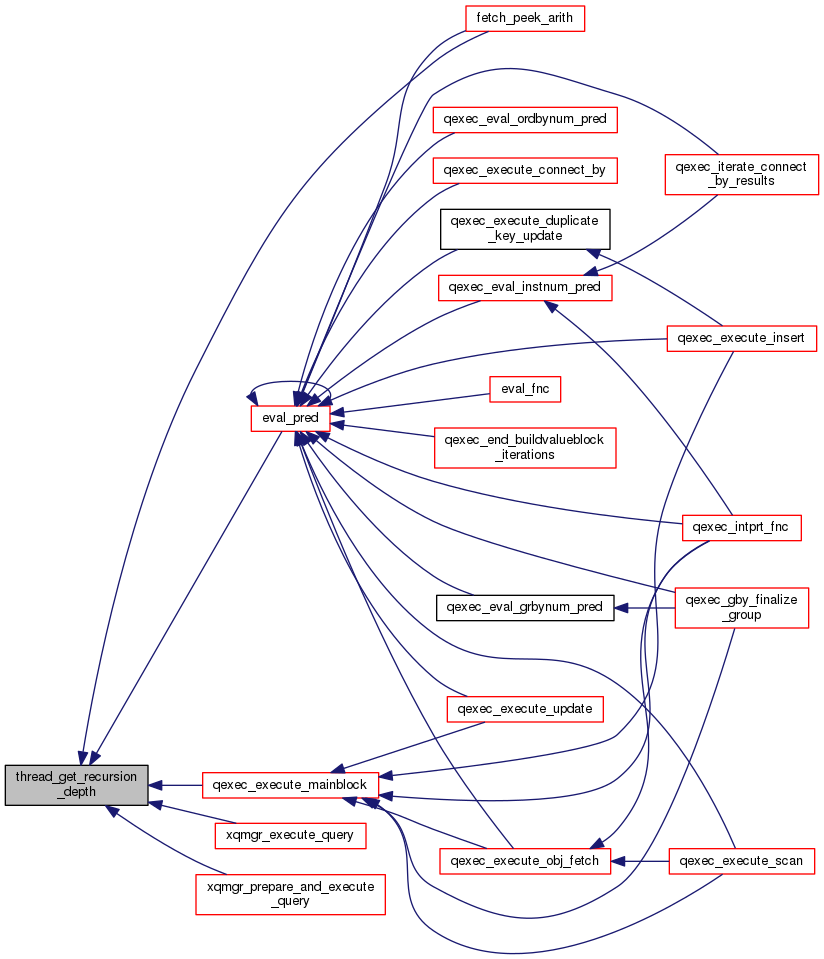 fetch_peek_arith
qexec_eval_ordbynum_pred
qexec_iterate_connect
_by_results
qexec_execute_connect_by
qexec_execute_duplicate
_key_update
qexec_eval_instnum_pred
qexec_execute_insert
eval_fnc
eval_pred
qexec_end_buildvalueblock
_iterations
qexec_intprt_fnc
qexec_eval_grbynum_pred
qexec_gby_finalize
_group
qexec_execute_update
thread_get_recursion
_depth
qexec_execute_mainblock
xqmgr_execute_query
qexec_execute_obj_fetch
qexec_execute_scan
xqmgr_prepare_and_execute
_query